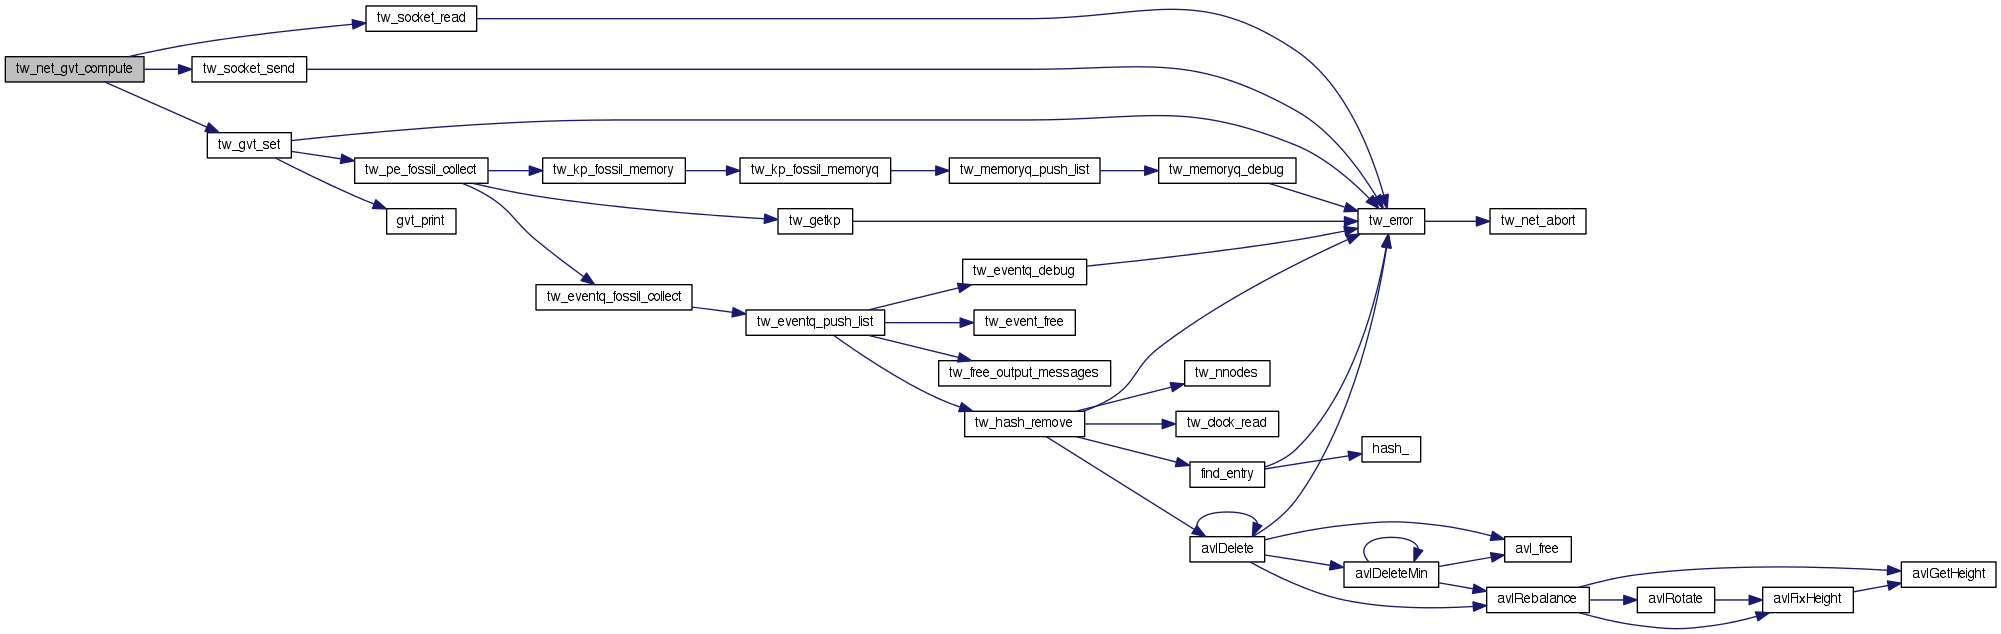 tw_socket_read
tw_net_gvt_compute
tw_socket_send
tw_gvt_set
tw_pe_fossil_collect
tw_kp_fossil_memory
tw_kp_fossil_memoryq
tw_memoryq_push_list
tw_memoryq_debug
gvt_print
tw_getkp
tw_error
tw_net_abort
tw_eventq_debug
tw_eventq_fossil_collect
tw_eventq_push_list
tw_event_free
tw_free_output_messages
tw_nnodes
tw_hash_remove
tw_clock_read
hash_
find_entry
avlDelete
avl_free
avlDeleteMin
avlGetHeight
avlRebalance
avlRotate
avlFixHeight